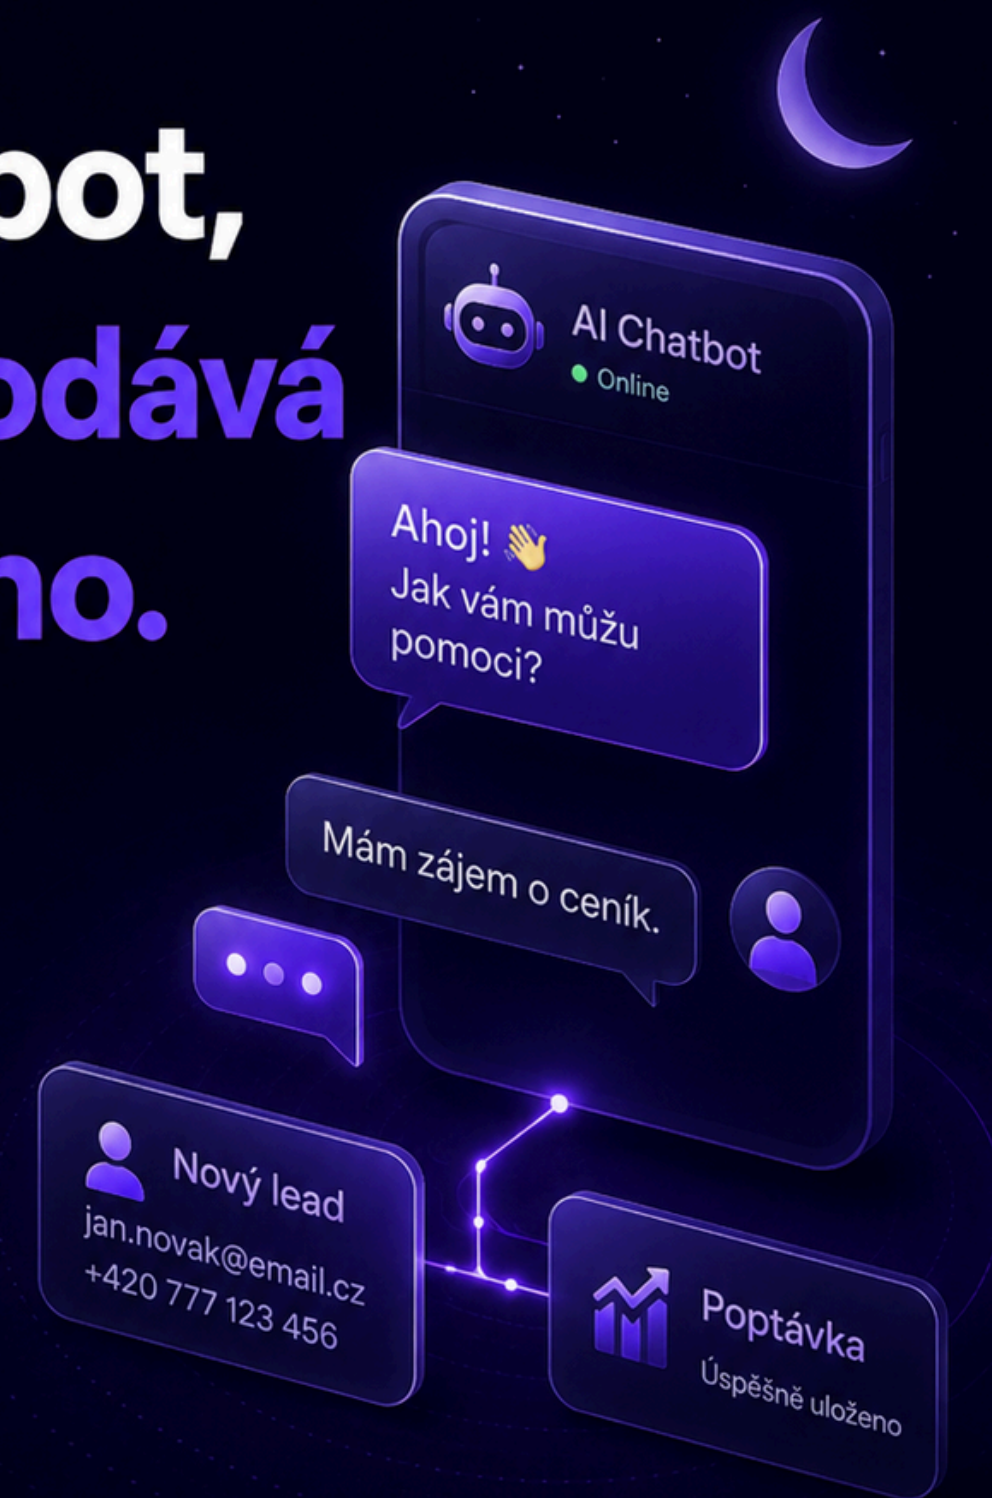 bot,
odává
no.
AI Chatbot
Online
Ahoj! 👋
Jak vám můžu
pomoci?
Mám zájem o ceník.
Nový lead
jan.novak@email.cz
+420 777 123 456
Poptávka
Úspěšně uloženo